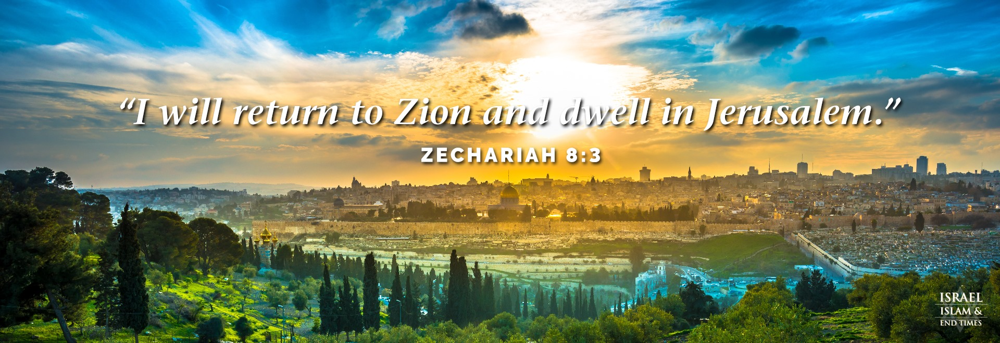 “I will return to Zion and dwell in Jerusalem.”
ZECHARIAH 8:3
ISRAEL
ISLAM &
END TIMES